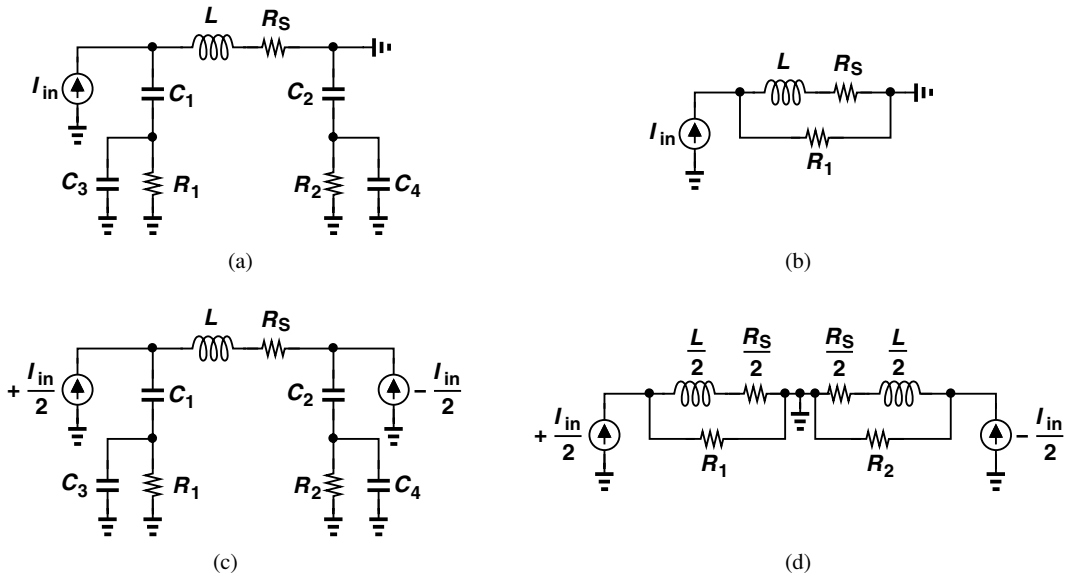 L R_S
I_in C_1 C_2
C_3 R_1 R_2 C_4
(a)
L R_S
I_in
R_1
(b)
L R_S
+ I_in/2 C_1 C_2 − I_in/2
C_3 R_1 R_2 C_4
(c)
L/2 R_S/2 R_S/2 L/2
+ I_in/2 R_1 R_2 − I_in/2
(d)